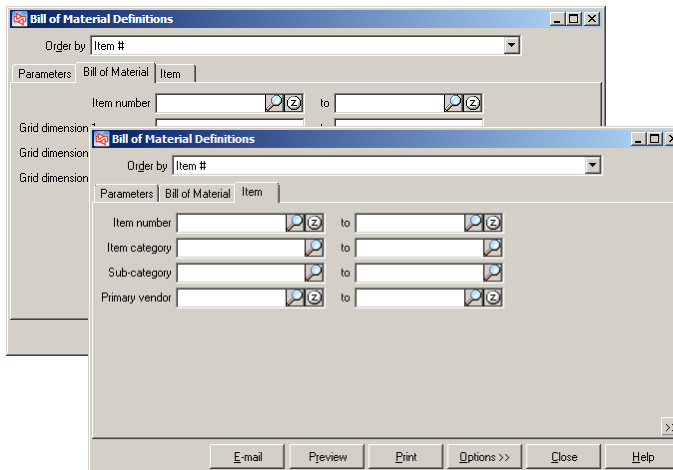 Bill of Material Definitions
Order by Item #
Parameters Bill of Material Item
Item number to
Grid dimension
Grid dimension
Grid dimension
Bill of Material Definitions
Order by Item #
Parameters Bill of Material Item
Item number to
Item category to
Sub-category to
Primary vendor to
>>
E-mail Preview Print Options >> Close Help